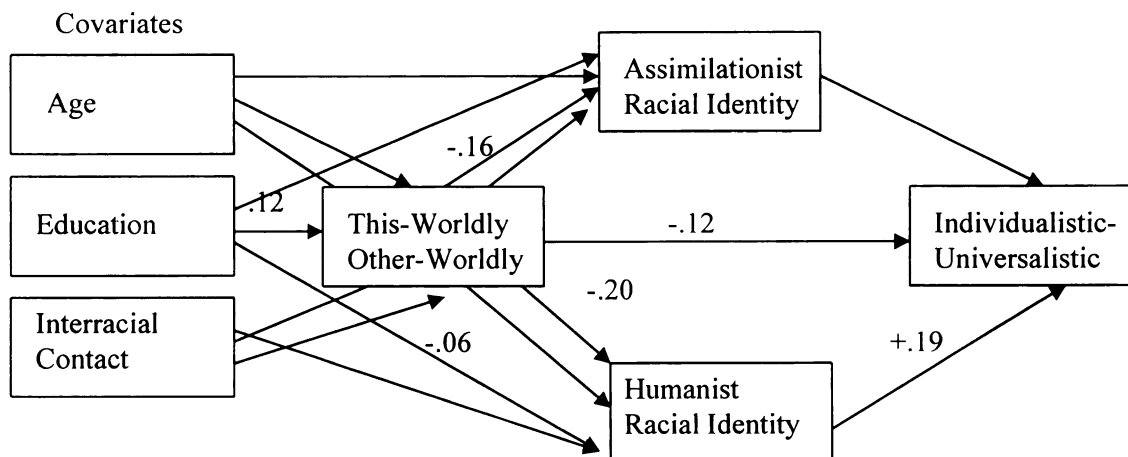 Covariates
Age
Education
Interracial
Contact
.12
-.16
This-Worldly
Other-Worldly
-.06
Assimilationist
Racial Identity
-.12
-.20
Humanist
Racial Identity
+.19
Individualistic-
Universalistic